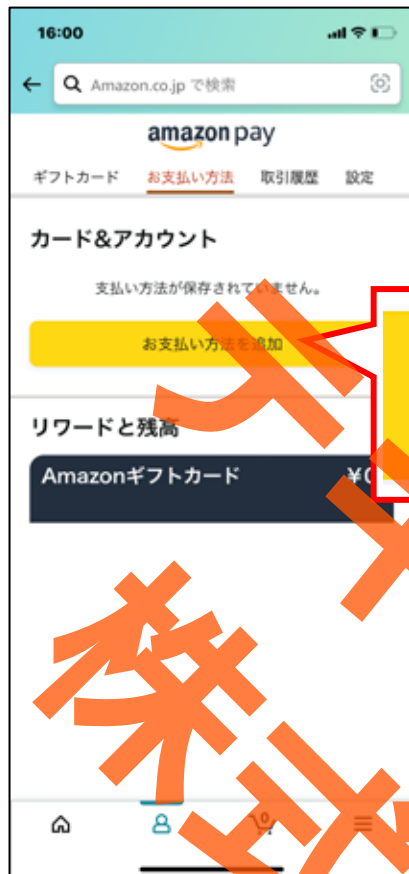 16:00
Amazon.co.jp で検索
amazon pay
ギフトカード お支払い方法 取引履歴 設定
カード&アカウント
支払い方法が保存されていません。
お支払い方法を追加
リワードと残高
Amazonギフトカード ¥0
0
株式